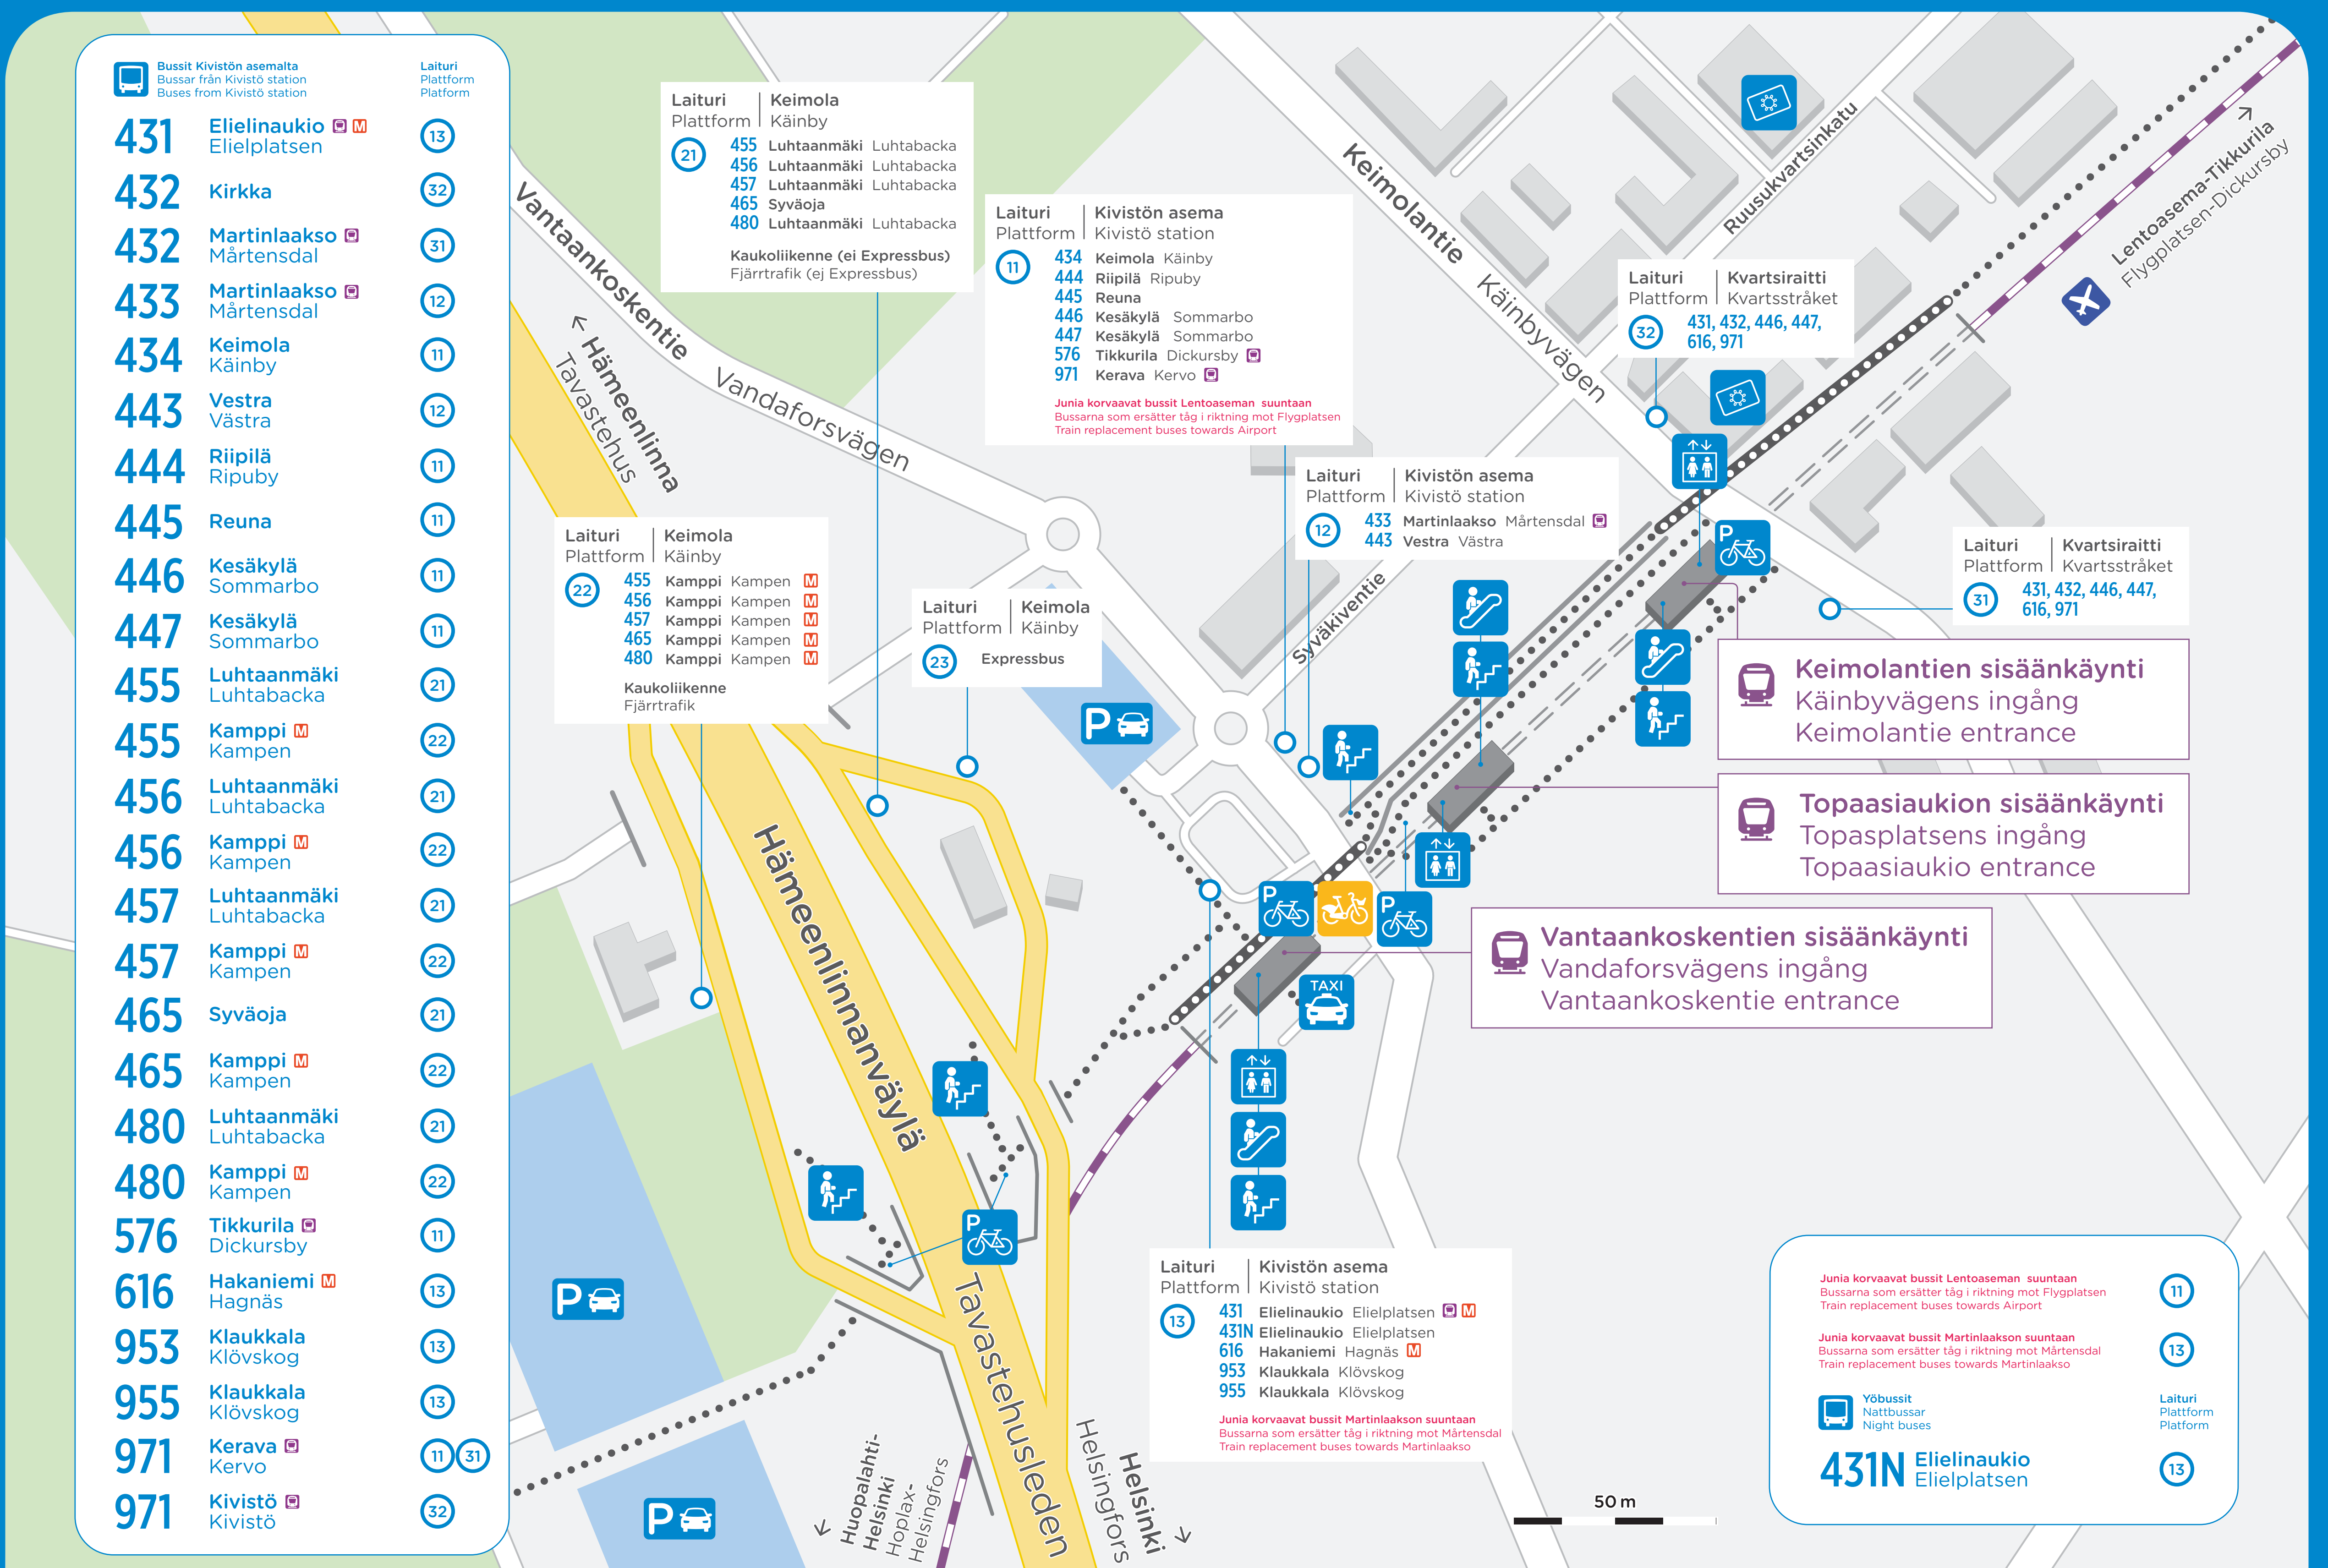 Bussit Kivistön asemalta
Bussar från Kivistö station
Buses from Kivistö station
Laituri
Plattform
Platform
431 Elielinaukio M 13
Elielplatsen
432 Kirkka 32
432 Martinlaakso 31
Mårtensdal
433 Martinlaakso 12
Mårtensdal
434 Keimola 11
Käinby
443 Vestra 12
Västra
444 Riipilä 11
Ripuby
445 Reuna 11
446 Kesäkylä 11
Sommarbo
447 Kesäkylä 11
Sommarbo
455 Luhtaanmäki 21
Luhtabacka
455 Kamppi M 22
Kampen
456 Luhtaanmäki 21
Luhtabacka
456 Kamppi M 22
Kampen
457 Luhtaanmäki 21
Luhtabacka
457 Kamppi M 22
Kampen
465 Syväoja 21
465 Kamppi M 22
Kampen
480 Luhtaanmäki 21
Luhtabacka
480 Kamppi M 22
Kampen
576 Tikkurila 11
Dickursby
616 Hakaniemi M 13
Hagnäs
953 Klaukkala 13
Klövskog
955 Klaukkala 13
Klövskog
971 Kerava 11 31
Kervo
971 Kivistö 32
Kivistö
Laituri Keimola
Plattform Käinby
21 455 Luhtaanmäki Luhtabacka
456 Luhtaanmäki Luhtabacka
457 Luhtaanmäki Luhtabacka
465 Syväoja
480 Luhtaanmäki Luhtabacka
Kaukoliikenne (ei Expressbus)
Fjärrtrafik (ej Expressbus)
Laituri Kivistön asema
Plattform Kivistö station
11 434 Keimola Käinby
444 Riipilä Ripuby
445 Reuna
446 Kesäkylä Sommarbo
447 Kesäkylä Sommarbo
576 Tikkurila Dickursby
971 Kerava Kervo
Junia korvaavat bussit Lentoaseman suuntaan
Bussarna som ersätter tåg i riktning mot Flygplatsen
Train replacement buses towards Airport
Laituri Kvartsiraitti
Plattform Kvartsstråket
32 431, 432, 446, 447,
616, 971
Laituri Kivistön asema
Plattform Kivistö station
12 433 Martinlaakso Mårtensdal
443 Vestra Västra
Laituri Keimola
Plattform Käinby
22 455 Kamppi Kampen M
456 Kamppi Kampen M
457 Kamppi Kampen M
465 Kamppi Kampen M
480 Kamppi Kampen M
Kaukoliikenne
Fjärrtrafik
Laituri Keimola
Plattform Käinby
23 Expressbus
Laituri Kvartsiraitti
Plattform Kvartsstråket
31 431, 432, 446, 447,
616, 971
Keimolantien sisäänkäynti
Käinbyvägens ingång
Keimolantie entrance
Topaasiaukion sisäänkäynti
Topasplatsens ingång
Topaasiaukio entrance
Vantaankoskentien sisäänkäynti
Vandaforsvägens ingång
Vantaankoskentie entrance
Laituri Kivistön asema
Plattform Kivistö station
13 431 Elielinaukio Elielplatsen M
431N Elielinaukio Elielplatsen
616 Hakaniemi Hagnäs M
953 Klaukkala Klövskog
955 Klaukkala Klövskog
Junia korvaavat bussit Martinlaakson suuntaan
Bussarna som ersätter tåg i riktning mot Mårtensdal
Train replacement buses towards Martinlaakso
Vantaankoskentie
Vandaforsvägen
Hämeenlinna
Tavastehus
Keimolantie
Käinbyvägen
Ruusukvartsinkatu
Lentoasema-Tikkurila
Flygplatsen-Dickursby
Syväkiventie
Hämeenlinnanväylä
Tavastehusleden
Huopalahti-
Helsinki
Hoplax-
Helsingfors
Helsinki
Helsingfors
P
P
P
P
P
P
P
TAXI
50 m
Junia korvaavat bussit Lentoaseman suuntaan
Bussarna som ersätter tåg i riktning mot Flygplatsen
Train replacement buses towards Airport
11
Junia korvaavat bussit Martinlaakson suuntaan
Bussarna som ersätter tåg i riktning mot Mårtensdal
Train replacement buses towards Martinlaakso
13
Yöbussit
Nattbussar
Night buses
Laituri
Plattform
Platform
431N Elielinaukio 13
Elielplatsen